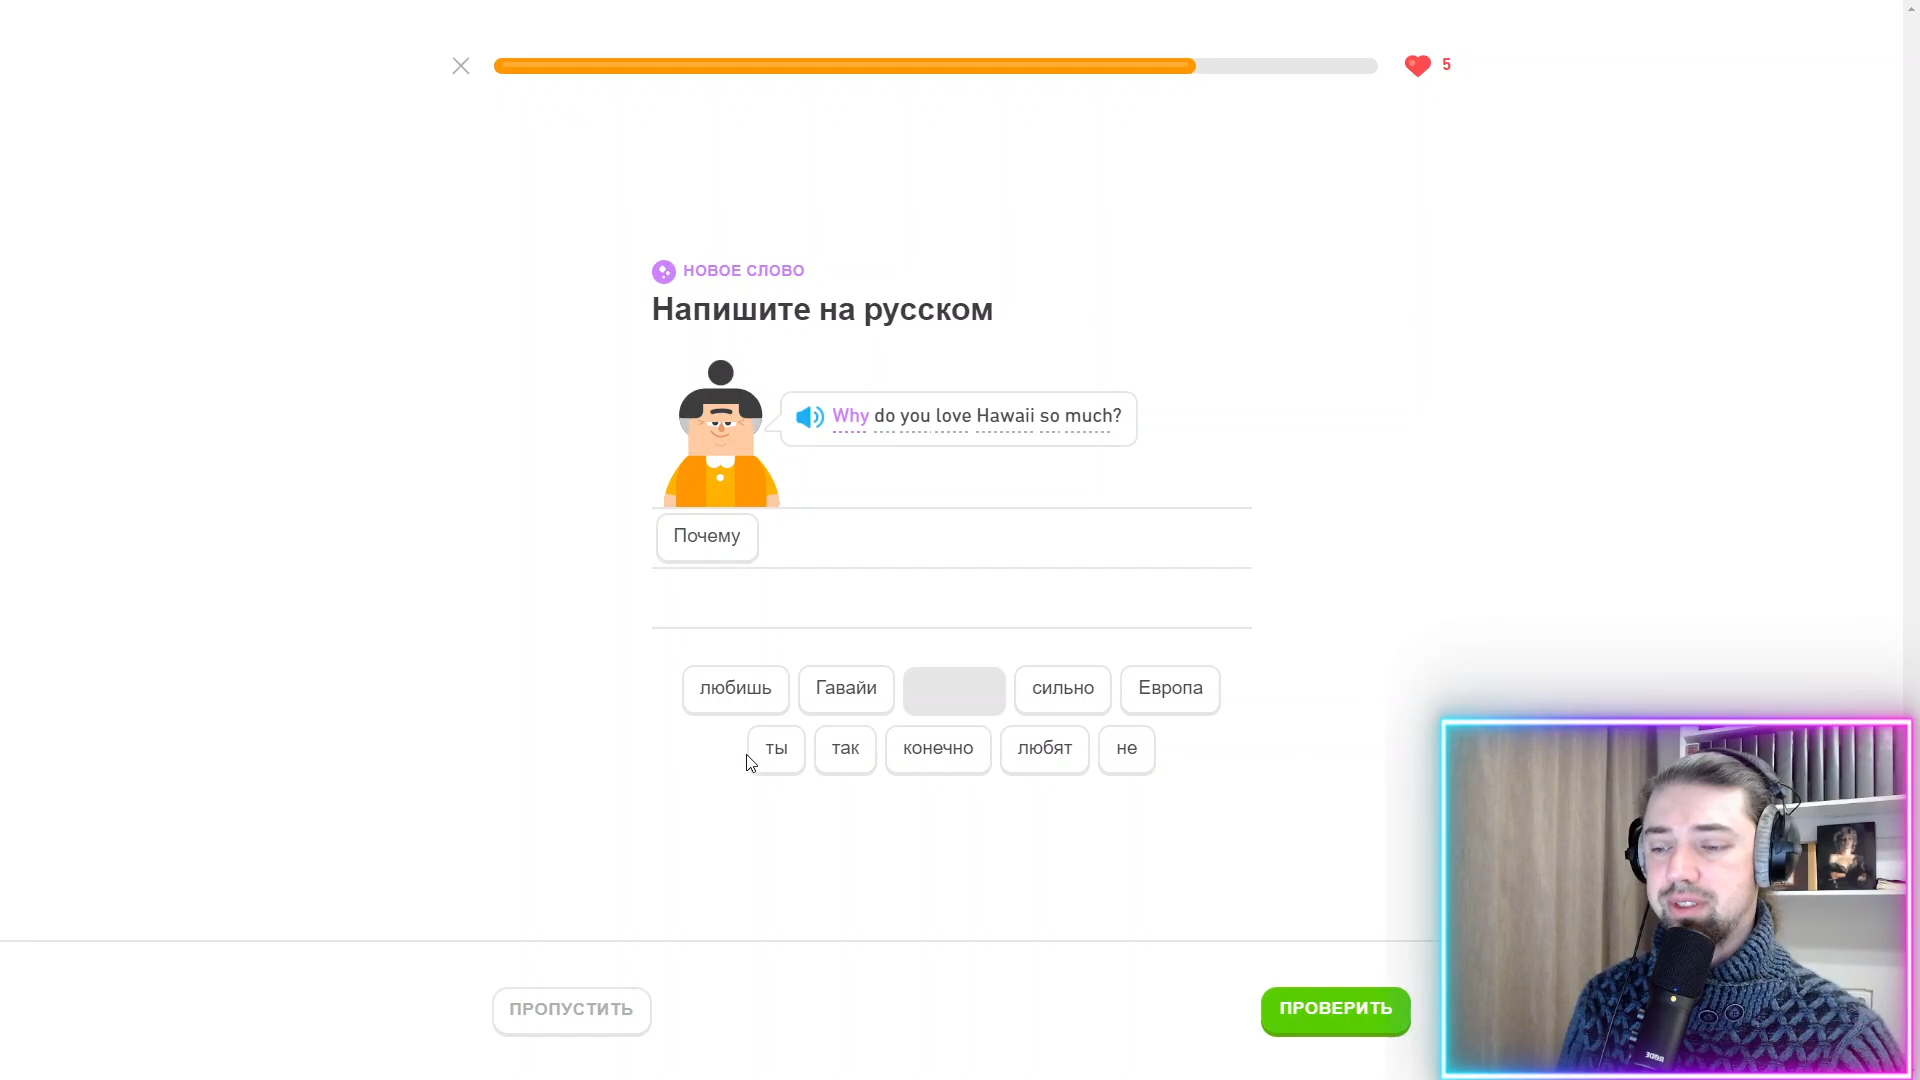 5
НОВОЕ СЛОВО
Напишите на русском
Why do you love Hawaii so much?
Почему
любишь Гавайи сильно Европа
ты так конечно любят не
ПРОПУСТИТЬ ПРОВЕРИТЬ